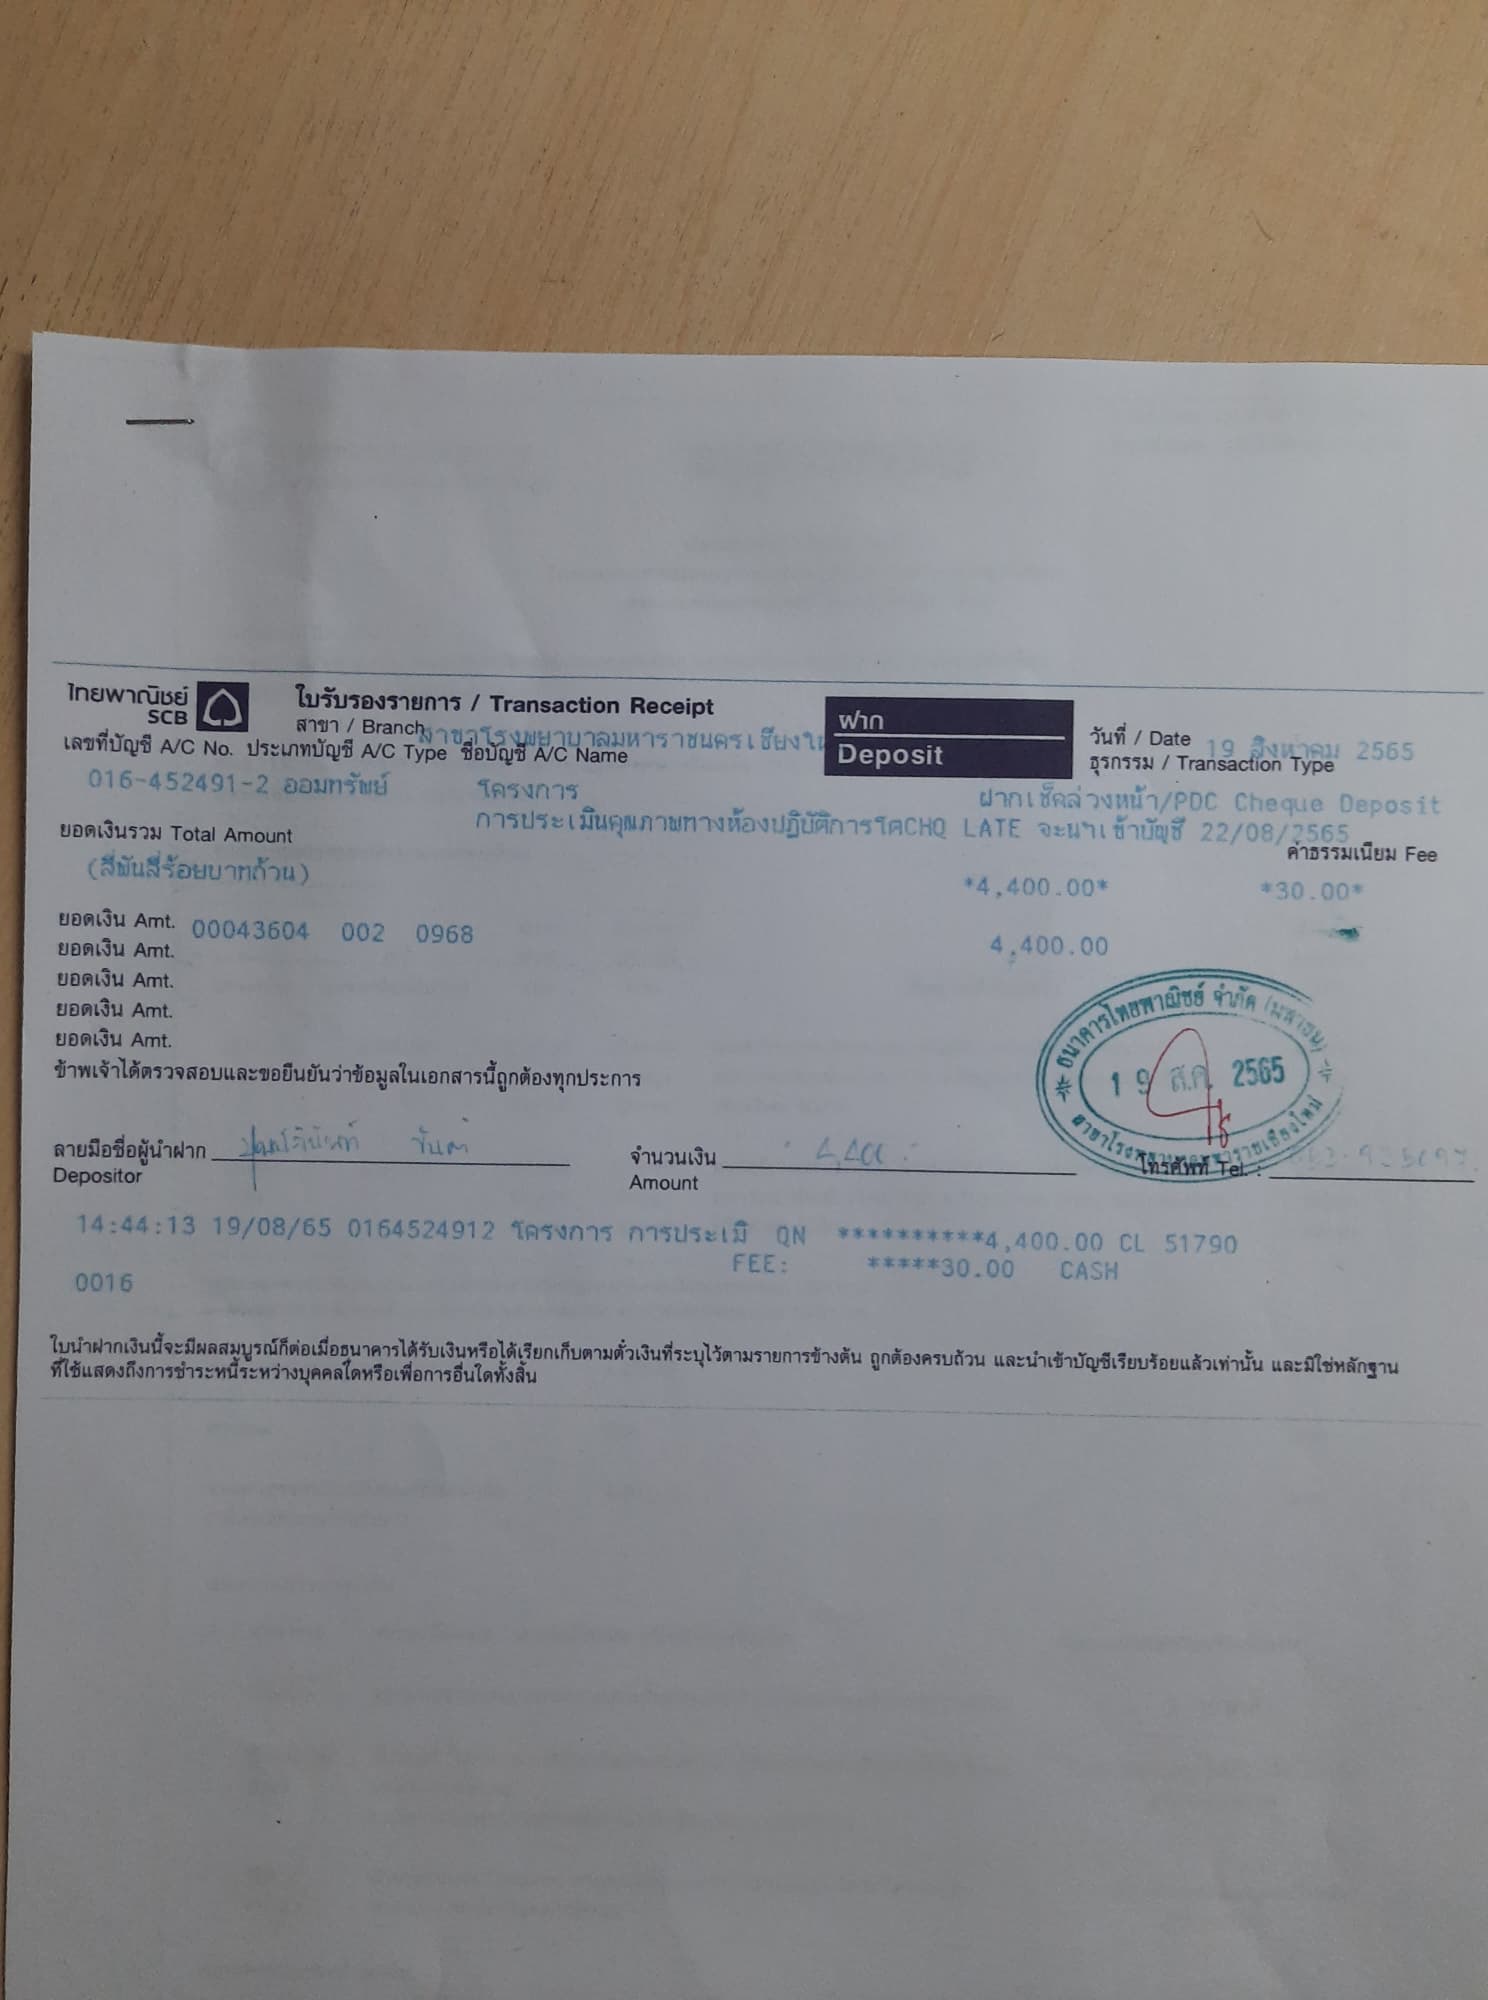 ไทยพาณิชย์
SCB
ใบรับรองรายการ / Transaction Receipt
สาขา / Branch สาขาโรงพยาบาลมหาราชนครเชียงให
ฝาก
Deposit
วันที่ / Date 19 สิงหาคม 2565
เลขที่บัญชี A/C No. ประเภทบัญชี A/C Type ชื่อบัญชี A/C Name
ธุรกรรม / Transaction Type
016-452491-2 ออมทรัพย์ โครงการ ฝากเช็คล่วงหน้า/PDC Cheque Deposit
การประเมินคุณภาพทางห้องปฏิบัติการโดCHQ LATE จะนำเข้าบัญชี 22/08/2565
ยอดเงินรวม Total Amount
ค่าธรรมเนียม Fee
(สี่พันสี่ร้อยบาทถ้วน) *4,400.00* *30.00*
ยอดเงิน Amt. 00043604 002 0968 4,400.00
ยอดเงิน Amt.
ยอดเงิน Amt.
ยอดเงิน Amt.
ยอดเงิน Amt.
ธนาคารไทยพาณิชย์ จำกัด (มหาชน)
19 ส.ค. 2565
ข้าพเจ้าได้ตรวจสอบและขอยืนยันว่าข้อมูลในเอกสารนี้ถูกต้องทุกประการ
ลายมือชื่อผู้นำฝาก
Depositor
จำนวนเงิน 4,400.-
Amount
โทรศัพท์ Tel. :
14:44:13 19/08/65 0164524912 โครงการ การประเมิ QN **********4,400.00 CL 51790
FEE: *****30.00 CASH
0016
ใบนำฝากเงินนี้จะมีผลสมบูรณ์ก็ต่อเมื่อธนาคารได้รับเงินหรือได้เรียกเก็บตามตั๋วเงินที่ระบุไว้ตามรายการข้างต้น ถูกต้องครบถ้วน และนำเข้าบัญชีเรียบร้อยแล้วเท่านั้น และมิใช่หลักฐาน
ที่ใช้แสดงถึงการชำระหนี้ระหว่างบุคคลใดหรือเพื่อการอื่นใดทั้งสิ้น